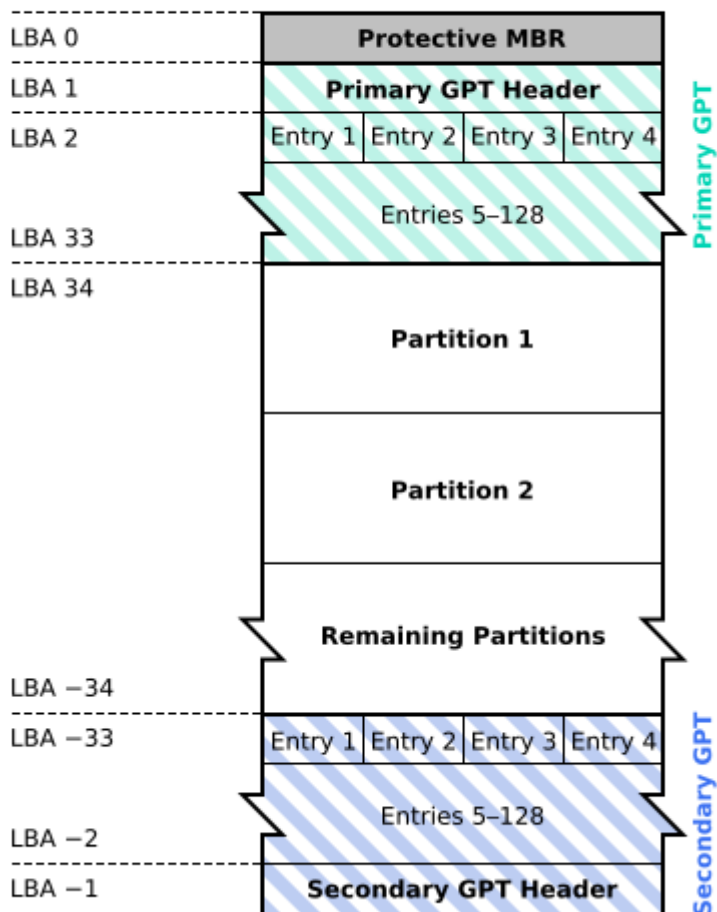 LBA 0
Protective MBR
LBA 1
Primary GPT Header
LBA 2
Entry 1 Entry 2 Entry 3 Entry 4
Entries 5–128
LBA 33
Primary GPT
LBA 34
Partition 1
Partition 2
Remaining Partitions
LBA −34
LBA −33
Entry 1 Entry 2 Entry 3 Entry 4
Entries 5–128
LBA −2
LBA −1
Secondary GPT Header
Secondary GPT